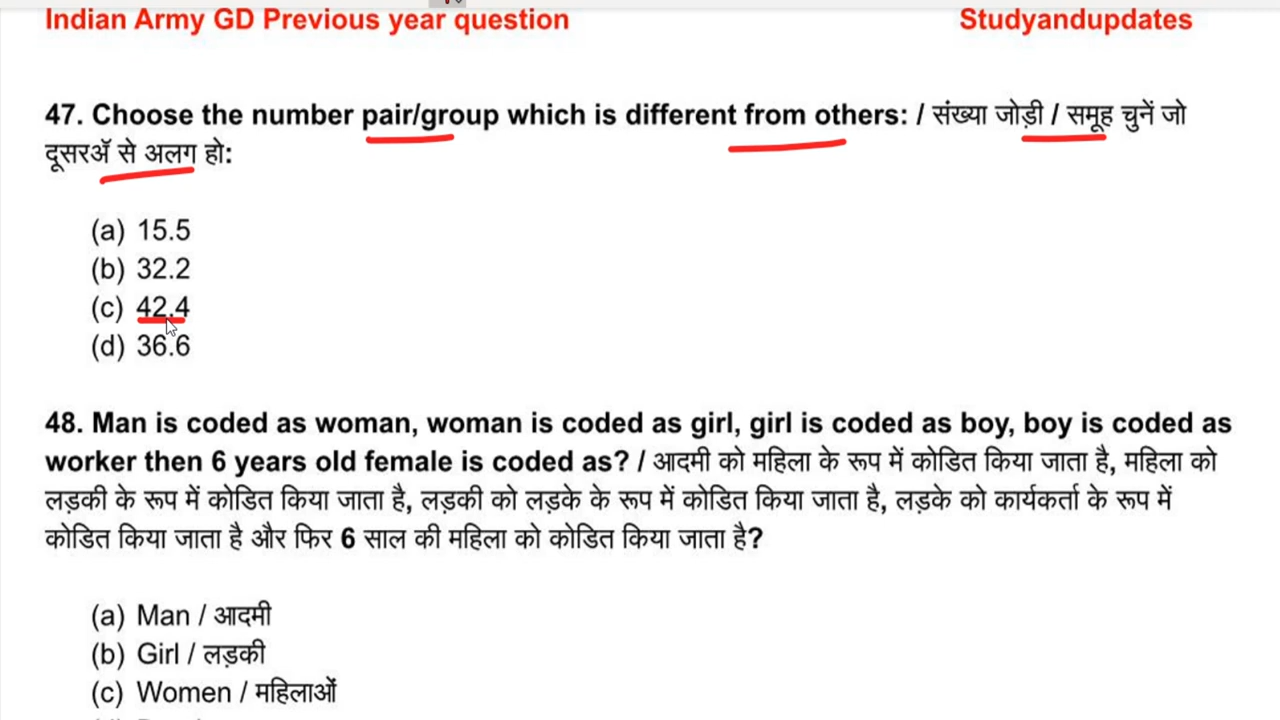 Indian Army GD Previous year question Studyandupdates
47. Choose the number pair/group which is different from others: / संख्या जोड़ी / समूह चुनें जो
दूसरऄॅ से अलग हो:
(a) 15.5
(b) 32.2
(c) 42.4
(d) 36.6
48. Man is coded as woman, woman is coded as girl, girl is coded as boy, boy is coded as
worker then 6 years old female is coded as? / आदमी को महिला के रूप में कोडित किया जाता है, महिला को
लड़की के रूप में कोडित किया जाता है, लड़की को लड़के के रूप में कोडित किया जाता है, लड़के को कार्यकर्ता के रूप में
कोडित किया जाता है और फिर 6 साल की महिला को कोडित किया जाता है?
(a) Man / आदमी
(b) Girl / लड़की
(c) Women / महिलाओं